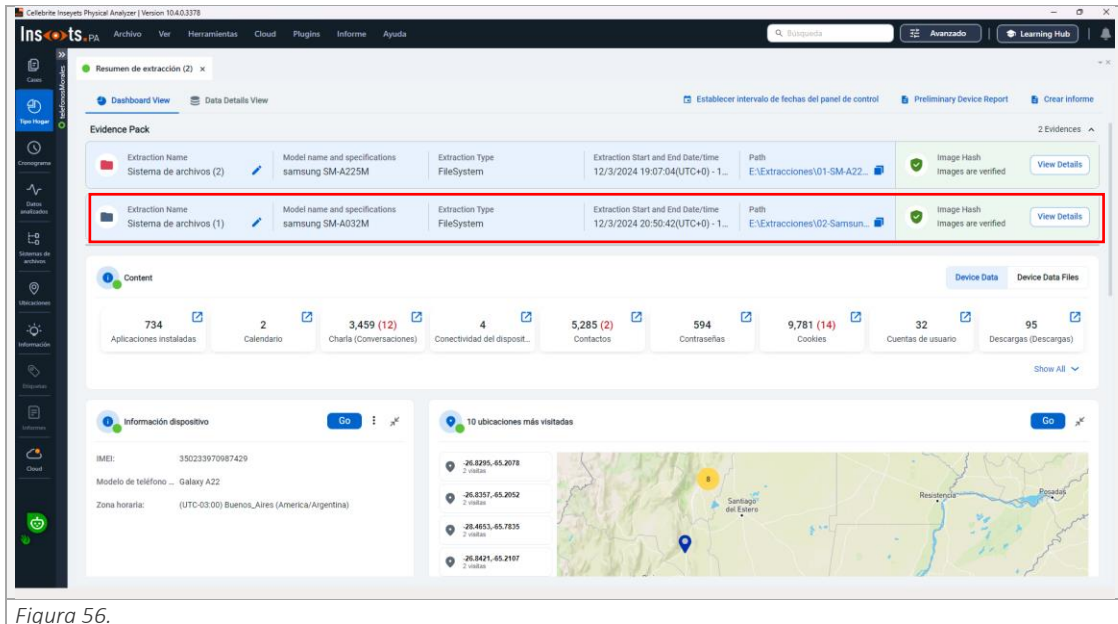 Cellebrite Inseyets Physical Analyzer | Version 10.4.0.3378
Ins<o>ts.PA Archivo Ver Herramientas Cloud Plugins Informe Ayuda Búsqueda Avanzado Learning Hub
Cases
telefonosMorales
Resumen de extracción (2) ×
Tipo Hogar
Dashboard View Data Details View Establecer intervalo de fechas del panel de control Preliminary Device Report Crear informe
Evidence Pack 2 Evidences
Cronograma
Extraction Name Model name and specifications Extraction Type Extraction Start and End Date/time Path Image Hash
Sistema de archivos (2) samsung SM-A225M FileSystem 12/3/2024 19:07:04(UTC+0) - 1... E:\Extracciones\01-SM-A22... Images are verified View Details
Datos analizados
Extraction Name Model name and specifications Extraction Type Extraction Start and End Date/time Path Image Hash
Sistema de archivos (1) samsung SM-A032M FileSystem 12/3/2024 20:50:42(UTC+0) - 1... E:\Extracciones\02-Samsun... Images are verified View Details
Sistemas de archivos
Content Device Data Device Data Files
Ubicaciones
734 2 3,459 (12) 4 5,285 (2) 594 9,781 (14) 32 95
Aplicaciones instaladas Calendario Charla (Conversaciones) Conectividad del disposit... Contactos Contraseñas Cookies Cuentas de usuario Descargas (Descargas)
Información
Show All
Etiquetas
Informes
Información dispositivo Go 10 ubicaciones más visitadas Go
Cloud
IMEI: 350233970987429
Modelo de teléfono ... Galaxy A22
Zona horaria: (UTC-03:00) Buenos_Aires (America/Argentina)
-26.8295,-65.2078
2 visitas
-26.8357,-65.2052
2 visitas
-28.4653,-65.7835
2 visitas
-26.8421,-65.2107
2 visitas
8
Santiago del Estero
Resistencia
Posadas
Figura 56.